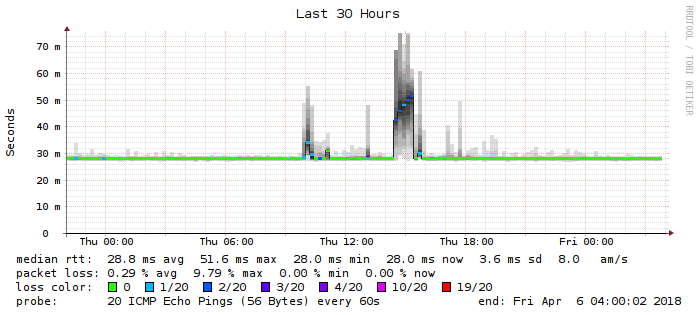 Last 30 Hours
RRDTOOL / TOBI OETIKER
Seconds
70 m
60 m
50 m
40 m
30 m
20 m
10 m
0
Thu 00:00 Thu 06:00 Thu 12:00 Thu 18:00 Fri 00:00
median rtt: 28.8 ms avg 51.6 ms max 28.0 ms min 28.0 ms now 3.6 ms sd 8.0 am/s
packet loss: 0.29 % avg 9.79 % max 0.00 % min 0.00 % now
loss color: 0 1/20 2/20 3/20 4/20 10/20 19/20
probe: 20 ICMP Echo Pings (56 Bytes) every 60s end: Fri Apr 6 04:00:02 2018